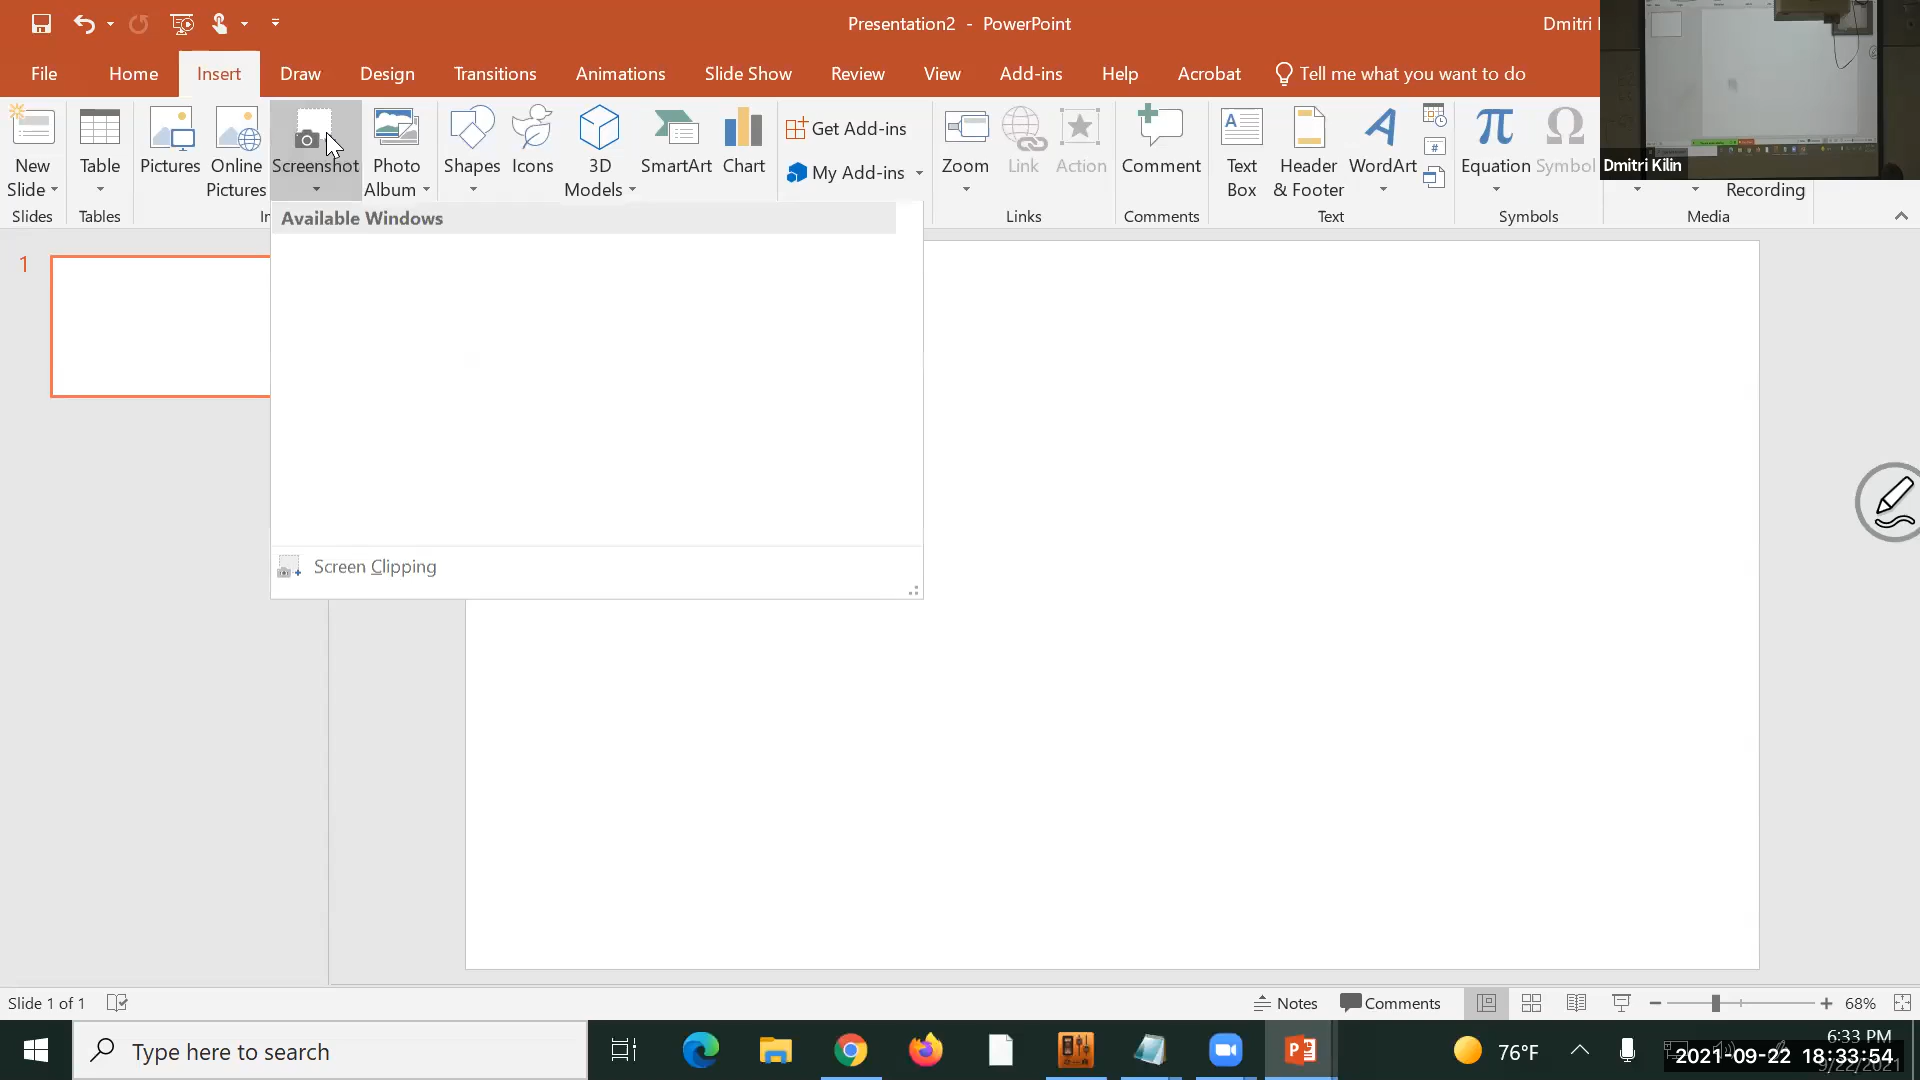 Presentation2 - PowerPoint
Dmitri
File Home Insert Draw Design Transitions Animations Slide Show Review View Add-ins Help Acrobat Tell me what you want to do
New Slide
Table
Pictures
Online Pictures
Screenshot
Photo Album
Shapes
Icons
3D Models
SmartArt
Chart
Get Add-ins
My Add-ins
Zoom
Link
Action
Comment
Text Box
Header & Footer
WordArt
Equation
Symbol
Dmitri Kilin
Recording
Slides Tables Links Comments Text Symbols Media
Available Windows
1
Screen Clipping
Slide 1 of 1
Notes
Comments
68%
Type here to search
76°F
6:33 PM
2021-09-22 18:33:54
9/22/2021